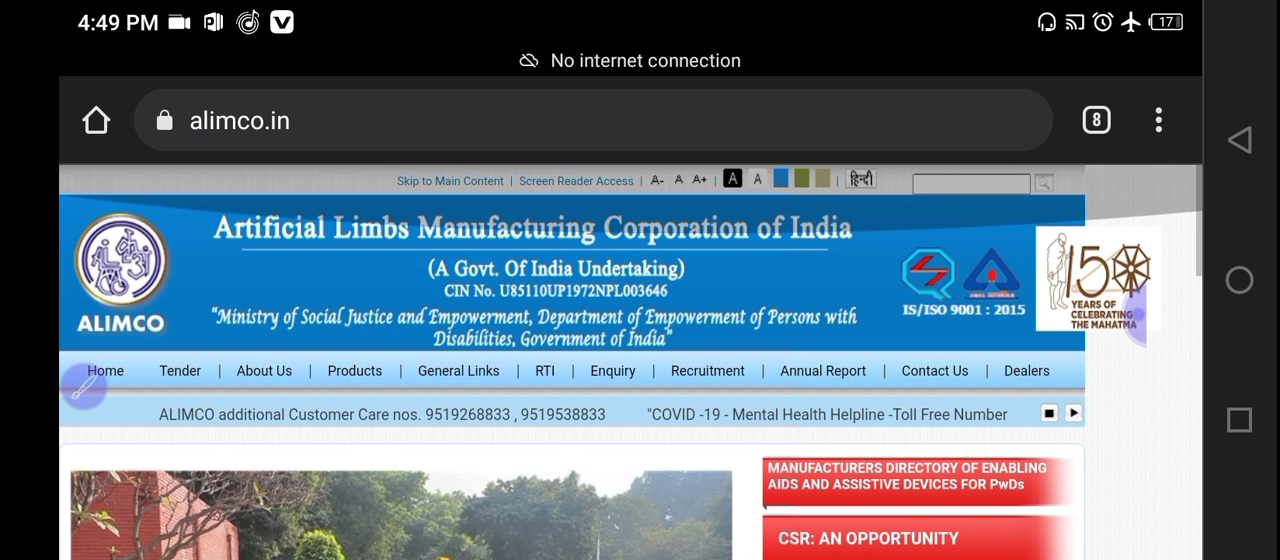 4:49 PM
17
No internet connection
alimco.in
8
Skip to Main Content | Screen Reader Access | A- A A+ | A A | हिन्दी
Artificial Limbs Manufacturing Corporation of India
(A Govt. Of India Undertaking)
CIN No. U85110UP1972NPL003646
"Ministry of Social Justice and Empowerment, Department of Empowerment of Persons with
Disabilities, Government of India"
ALIMCO
IS/ISO 9001 : 2015
150
YEARS OF
CELEBRATING
THE MAHATMA
Home Tender | About Us | Products | General Links | RTI | Enquiry | Recruitment | Annual Report | Contact Us | Dealers
ALIMCO additional Customer Care nos. 9519268833 , 9519538833 "COVID -19 - Mental Health Helpline -Toll Free Number
MANUFACTURERS DIRECTORY OF ENABLING
AIDS AND ASSISTIVE DEVICES FOR PwDs
CSR: AN OPPORTUNITY